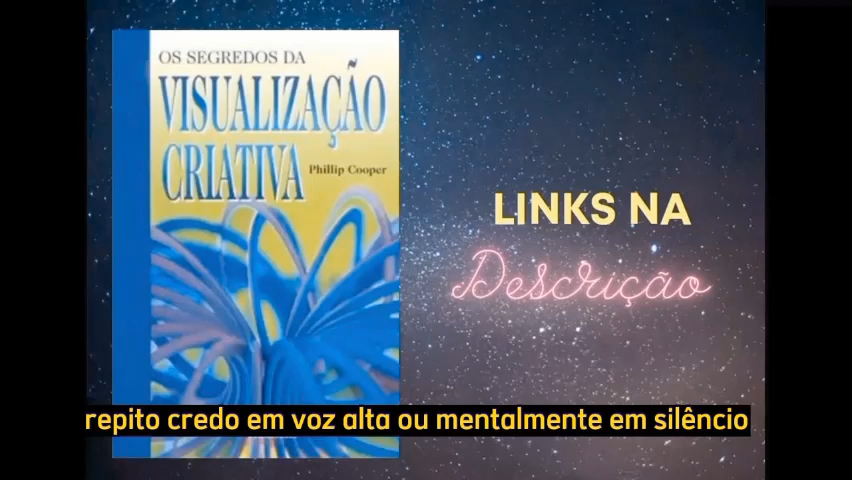 OS SEGREDOS DA
VISUALIZAÇÃO
CRIATIVA
Phillip Cooper
LINKS NA
Descrição
repito credo em voz alta ou mentalmente em silêncio